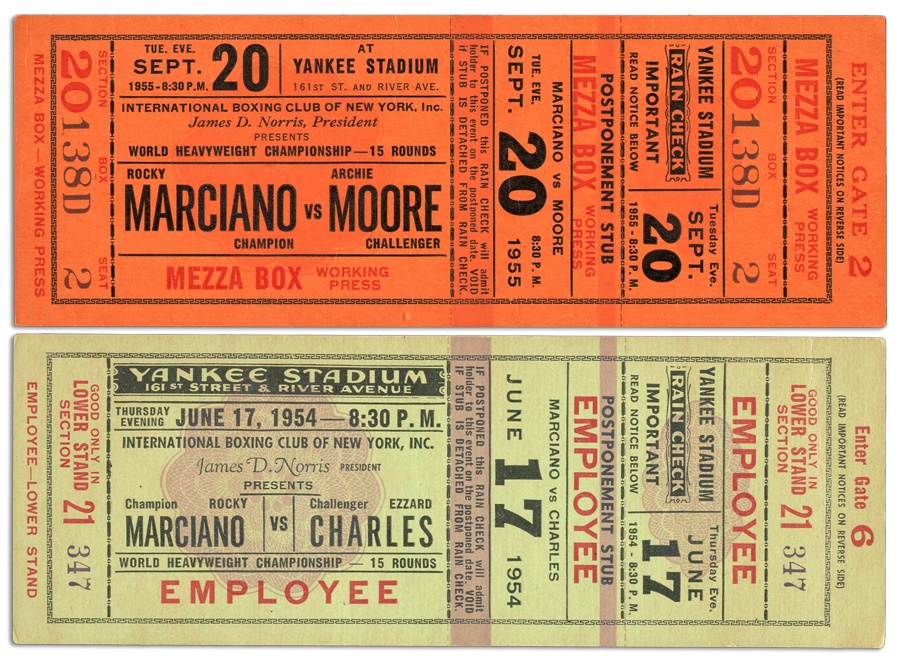 MEZZA BOX — WORKING PRESS
SECTION BOX SEAT
20138D 2
TUE. EVE.
SEPT. 20
1955 - 8:30 P.M.
AT
YANKEE STADIUM
161ST ST. AND RIVER AVE.
INTERNATIONAL BOXING CLUB OF NEW YORK, Inc.
James D. Norris, President
PRESENTS
WORLD HEAVYWEIGHT CHAMPIONSHIP—15 ROUNDS
ROCKY ARCHIE
MARCIANO vs MOORE
CHAMPION CHALLENGER
MEZZA BOX WORKING PRESS
IF POSTPONED this RAIN CHECK will admit
holder to this event on the postponed date. VOID
IF STUB IS DETACHED FROM RAIN CHECK.
TUE. EVE. 8:30 P. M.
SEPT. 20 1955
MARCIANO vs MOORE
MEZZA BOX WORKING PRESS
POSTPONEMENT STUB
YANKEE STADIUM
RAIN CHECK
IMPORTANT
READ NOTICE BELOW
Tuesday Eve.
SEPT.
20
1955 - 8:30 P. M.
SECTION BOX SEAT
20138D 2
MEZZA BOX WORKING PRESS
(READ IMPORTANT NOTICES ON REVERSE SIDE)
ENTER GATE 2
EMPLOYEE—LOWER STAND
GOOD ONLY IN
LOWER STAND 21 347
SECTION
YANKEE STADIUM
161ST STREET & RIVER AVENUE
THURSDAY EVENING JUNE 17, 1954 — 8:30 P. M.
INTERNATIONAL BOXING CLUB OF NEW YORK, INC.
James D. Norris PRESIDENT
PRESENTS
Champion ROCKY Challenger EZZARD
MARCIANO VS CHARLES
WORLD HEAVYWEIGHT CHAMPIONSHIP — 15 ROUNDS
EMPLOYEE
IF POSTPONED this RAIN CHECK will admit
holder to this event on the postponed date. VOID
IF STUB IS DETACHED FROM RAIN CHECK.
JUNE 17 1954
MARCIANO vs CHARLES
EMPLOYEE
POSTPONEMENT STUB
YANKEE STADIUM
RAIN CHECK
IMPORTANT
READ NOTICE BELOW
Thursday Eve.
JUNE
17
1954 - 8:30 P. M.
EMPLOYEE
GOOD ONLY IN
LOWER STAND 21 347
SECTION
(READ IMPORTANT NOTICES ON REVERSE SIDE)
Enter Gate 6